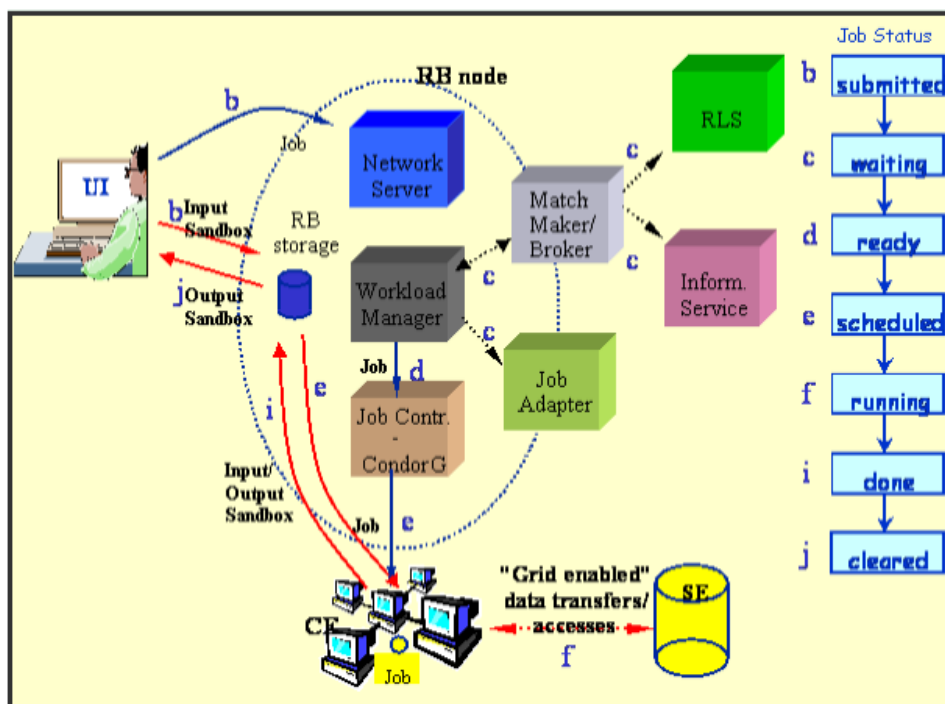 Job Status
RB node
b
submitted
b
Job
Network
Server
RLS
c
c
waiting
UI
b
Input
Sandbox
RB
storage
Match
Maker/
Broker
c
d
ready
j
Output
Sandbox
Workload
Manager
c
Inform.
Service
c
e
scheduled
Job
d
e
Job
Adapter
f
running
i
Job Contr.
-
CondorG
Input/
Output
Sandbox
i
done
Job
e
j
cleared
"Grid enabled"
data transfers/
accesses
SE
CE
f
Job